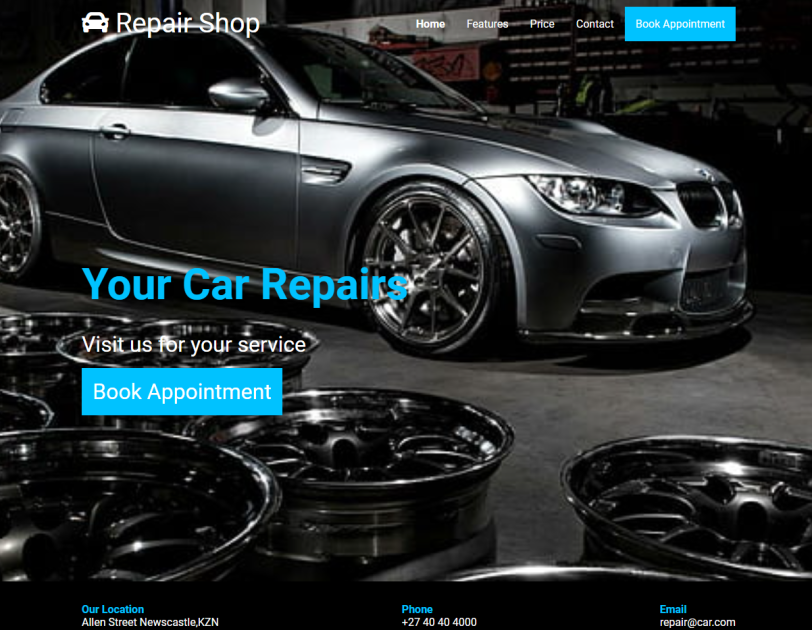 Repair Shop
Home Features Price Contact Book Appointment
Your Car Repairs
Visit us for your service
Book Appointment
Our Location
Allen Street Newscastle,KZN
Phone
+27 40 40 4000
Email
repair@car.com